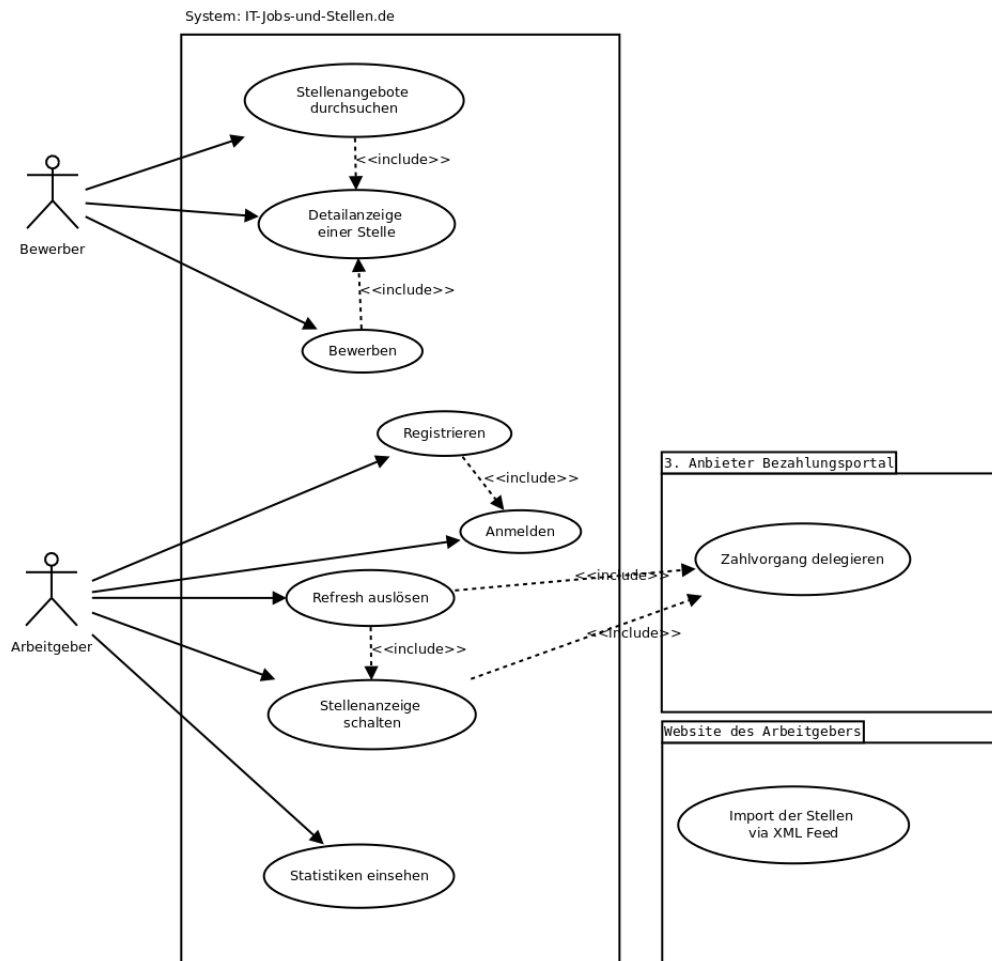 System: IT-Jobs-und-Stellen.de
Stellenangebote
durchsuchen
<<include>>
Detailanzeige
einer Stelle
Bewerber
<<include>>
Bewerben
Registrieren
3. Anbieter Bezahlungsportal
<<include>>
Anmelden
Zahlvorgang delegieren
<<include>>
Refresh auslösen
<<include>>
Arbeitgeber
<<include>>
Stellenanzeige
schalten
Website des Arbeitgebers
Import der Stellen
via XML Feed
Statistiken einsehen